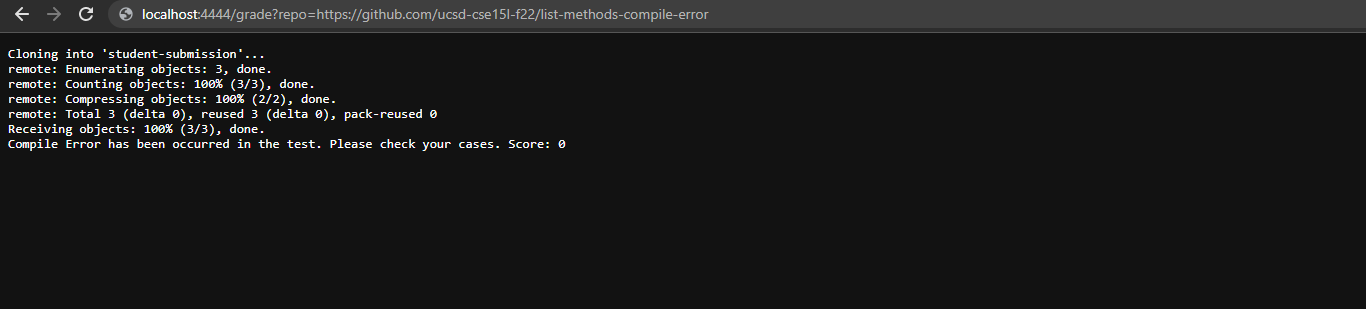 localhost:4444/grade?repo=https://github.com/ucsd-cse15l-f22/list-methods-compile-error
Cloning into 'student-submission'...
remote: Enumerating objects: 3, done.
remote: Counting objects: 100% (3/3), done.
remote: Compressing objects: 100% (2/2), done.
remote: Total 3 (delta 0), reused 3 (delta 0), pack-reused 0
Receiving objects: 100% (3/3), done.
Compile Error has been occurred in the test. Please check your cases. Score: 0